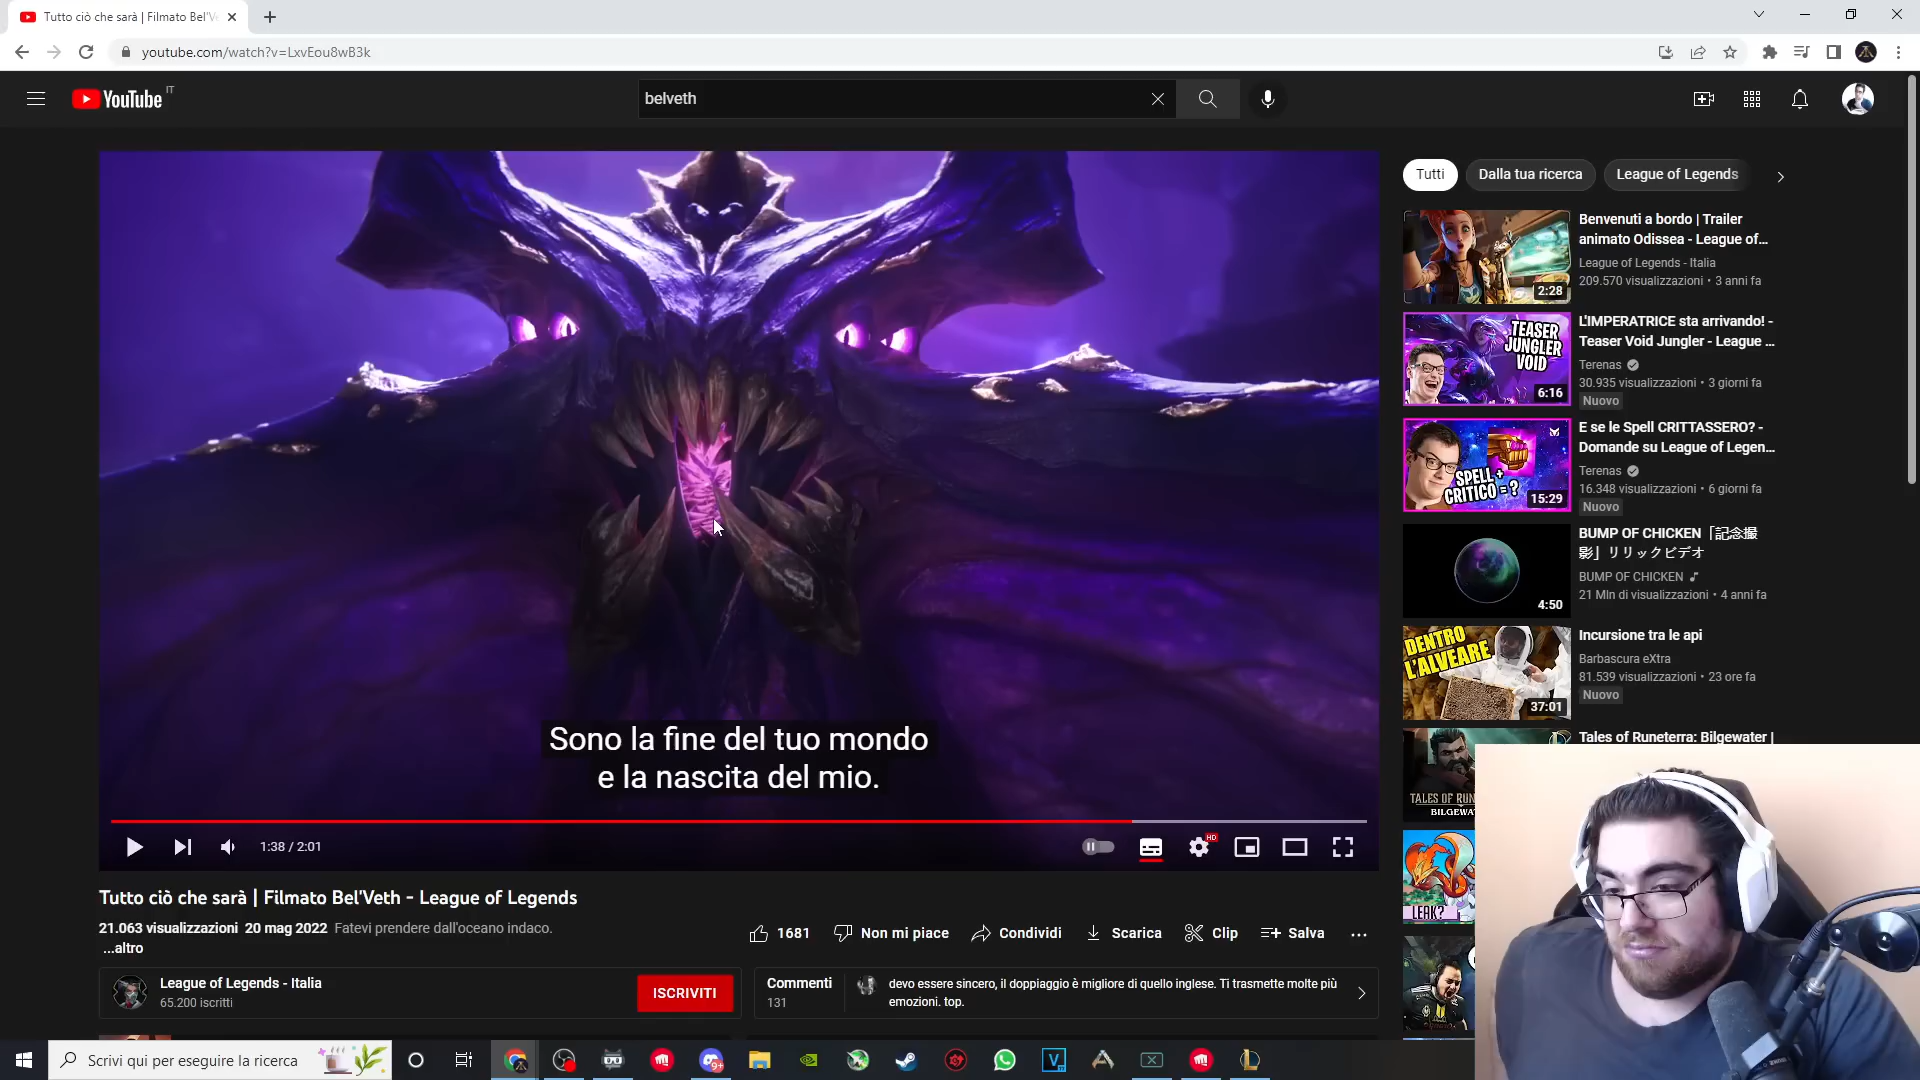 Tutto ciò che sarà | Filmato Bel'Ve
youtube.com/watch?v=LxvEou8wB3k
YouTube IT
belveth
Sono la fine del tuo mondo
e la nascita del mio.
1:38 / 2:01
HD
Tutto ciò che sarà | Filmato Bel'Veth - League of Legends
21.063 visualizzazioni 20 mag 2022 Fatevi prendere dall'oceano indaco.
...altro
1681
Non mi piace
Condividi
Scarica
Clip
Salva
League of Legends - Italia
65.200 iscritti
ISCRIVITI
Commenti
131
devo essere sincero, il doppiaggio è migliore di quello inglese. Ti trasmette molte più
emozioni. top.
Tutti
Dalla tua ricerca
League of Legends
2:28
Benvenuti a bordo | Trailer
animato Odissea - League of...
League of Legends - Italia
209.570 visualizzazioni • 3 anni fa
TEASER
JUNGLER
VOID
6:16
L'IMPERATRICE sta arrivando! -
Teaser Void Jungler - League ...
Terenas
30.935 visualizzazioni • 3 giorni fa
Nuovo
SPELL +
CRITICO = ?
15:29
E se le Spell CRITTASSERO? -
Domande su League of Legen...
Terenas
16.348 visualizzazioni • 6 giorni fa
Nuovo
4:50
BUMP OF CHICKEN「記念撮
影」リリックビデオ
BUMP OF CHICKEN
21 Mln di visualizzazioni • 4 anni fa
DENTRO
L'ALVEARE
37:01
Incursione tra le api
Barbascura eXtra
81.539 visualizzazioni • 23 ore fa
Nuovo
TALES OF RUN
BILGEWA
Tales of Runeterra: Bilgewater |
LEAK?
Scrivi qui per eseguire la ricerca
9+